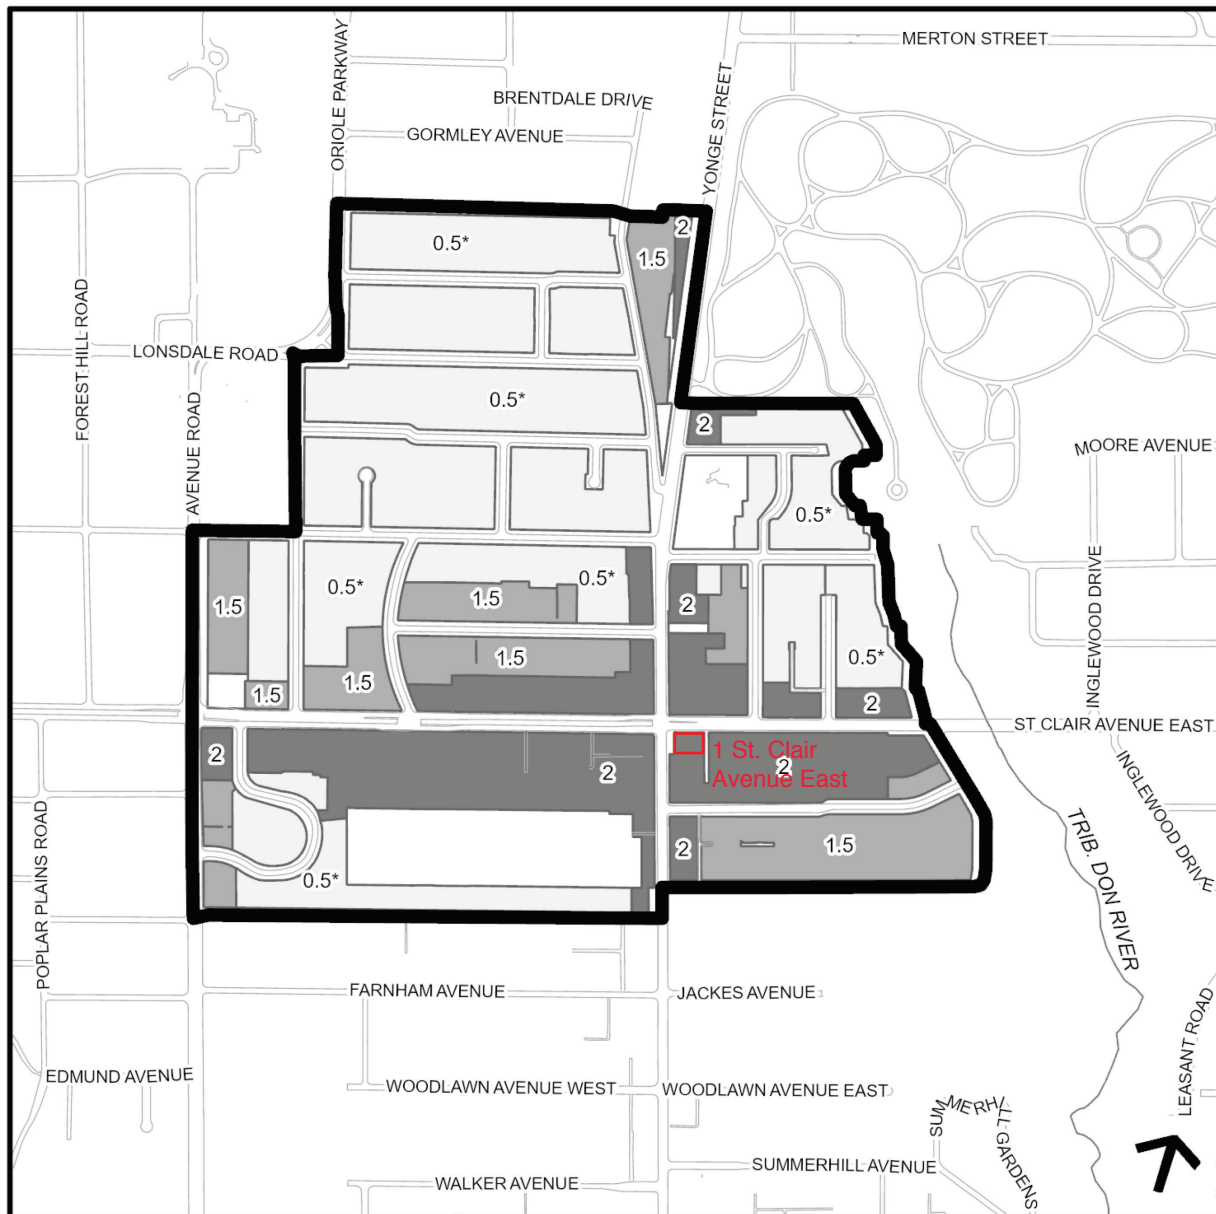 MERTON STREET
ORIOLE PARKWAY
YONGE STREET
BRENTDALE DRIVE
GORMLEY AVENUE
2
0.5*
1.5
FOREST HILL ROAD
LONSDALE ROAD
AVENUE ROAD
0.5*
2
MOORE AVENUE
0.5*
INGLEWOOD DRIVE
0.5*
0.5*
1.5
1.5
2
1.5
0.5*
1.5
1.5
2
ST CLAIR AVENUE EAST
2
2
1 St. Clair
Avenue East
2
INGLEWOOD DRIVE
POPLAR PLAINS ROAD
2
1.5
0.5*
TRIB. DON RIVER
FARNHAM AVENUE
JACKES AVENUE
LEASANT ROAD
EDMUND AVENUE
WOODLAWN AVENUE WEST
WOODLAWN AVENUE EAST
SUMMERHILL GARDENS
SUMMERHILL AVENUE
WALKER AVENUE